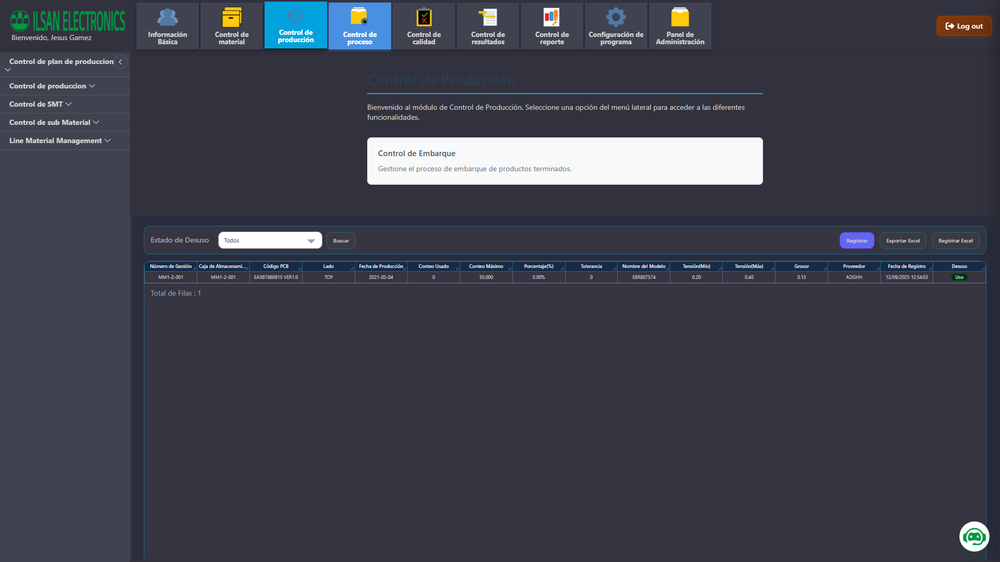 ILSAN ELECTRONICS
Bienvenido, Jesus Gamez
Información
Básica
Control de
material
Control de
producción
Control de
proceso
Control de
calidad
Control de
resultados
Control de
reporte
Configuración de
programa
Panel de
Administración
Log out
Control de plan de produccion
Control de produccion
Control de SMT
Control de sub Material
Line Material Management
Control de Producción
Bienvenido al módulo de Control de Producción. Seleccione una opción del menú lateral para acceder a las diferentes
funcionalidades.
Control de Embarque
Gestione el proceso de embarque de productos terminados.
Estado de Desuso Todos Buscar Registrar Exportar Excel Registrar Excel
Número de Gestión Caja de Almacenami... Código PCB Lado Fecha de Producción Conteo Usado Conteo Máximo Porcentaje(%) Tolerancia Nombre del Modelo Tensión(Mín) Tensión(Máx) Grosor Proveedor Fecha de Registro Desuso
MM1-2-001 MM1-2-001 EAX67860915 VER1.0 TOP 2021-03-04 0 50,000 0.00% 0 EBR807574 0.20 0.40 0.13 ADGHH 12/09/2025 12:54:03 Uso
Total de Filas : 1